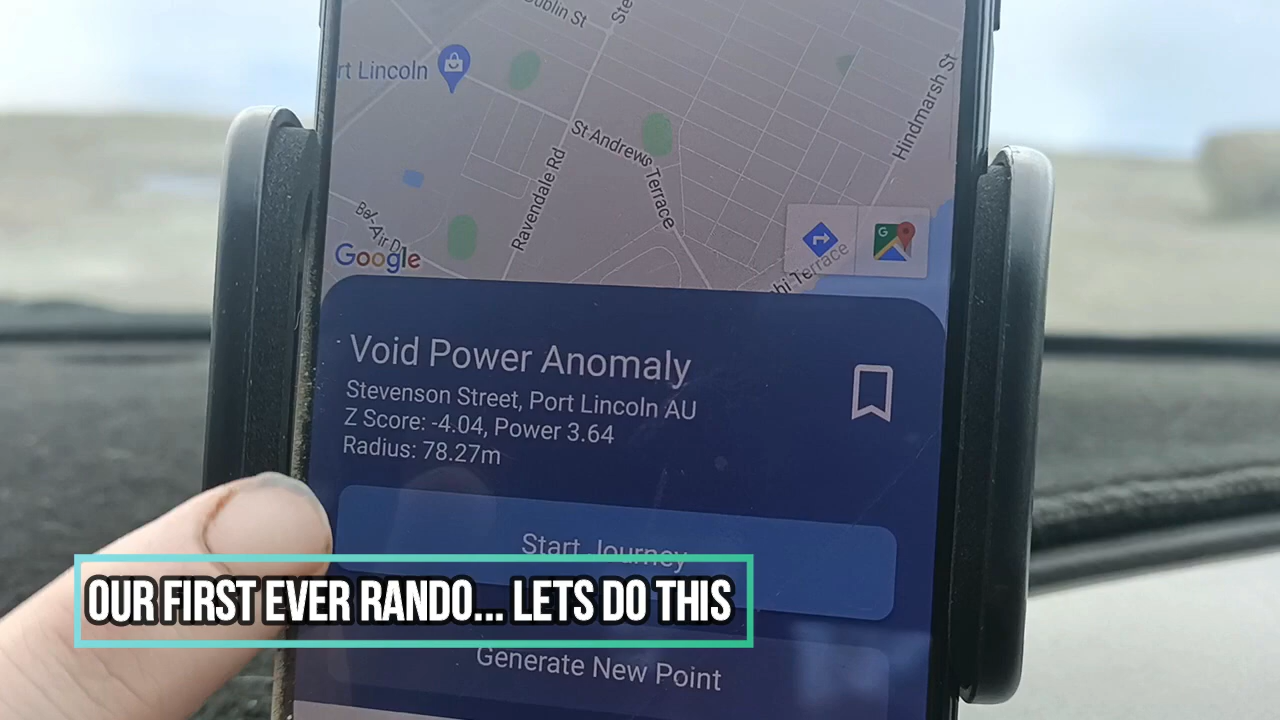 Dublin St
Ste
rt Lincoln
Hindmarsh St
St Andrews
Terrace
Ravendale Rd
Bel-Air D
G
hi Terrace
Google
Void Power Anomaly
Stevenson Street, Port Lincoln AU
Z Score: -4.04, Power 3.64
Radius: 78.27m
Start Journey
OUR FIRST EVER RANDO... LETS DO THIS
Generate New Point